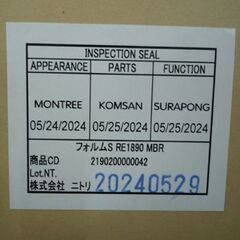 INSPECTION SEAL
APPEARANCE PARTS FUNCTION
MONTREE KOMSAN SURAPONG
05/24/2024 05/25/2024 05/25/2024
フォルムS RE1890 MBR
商品CD 2190200000042
Lot.NT. 20240529
株式会社 ニトリ